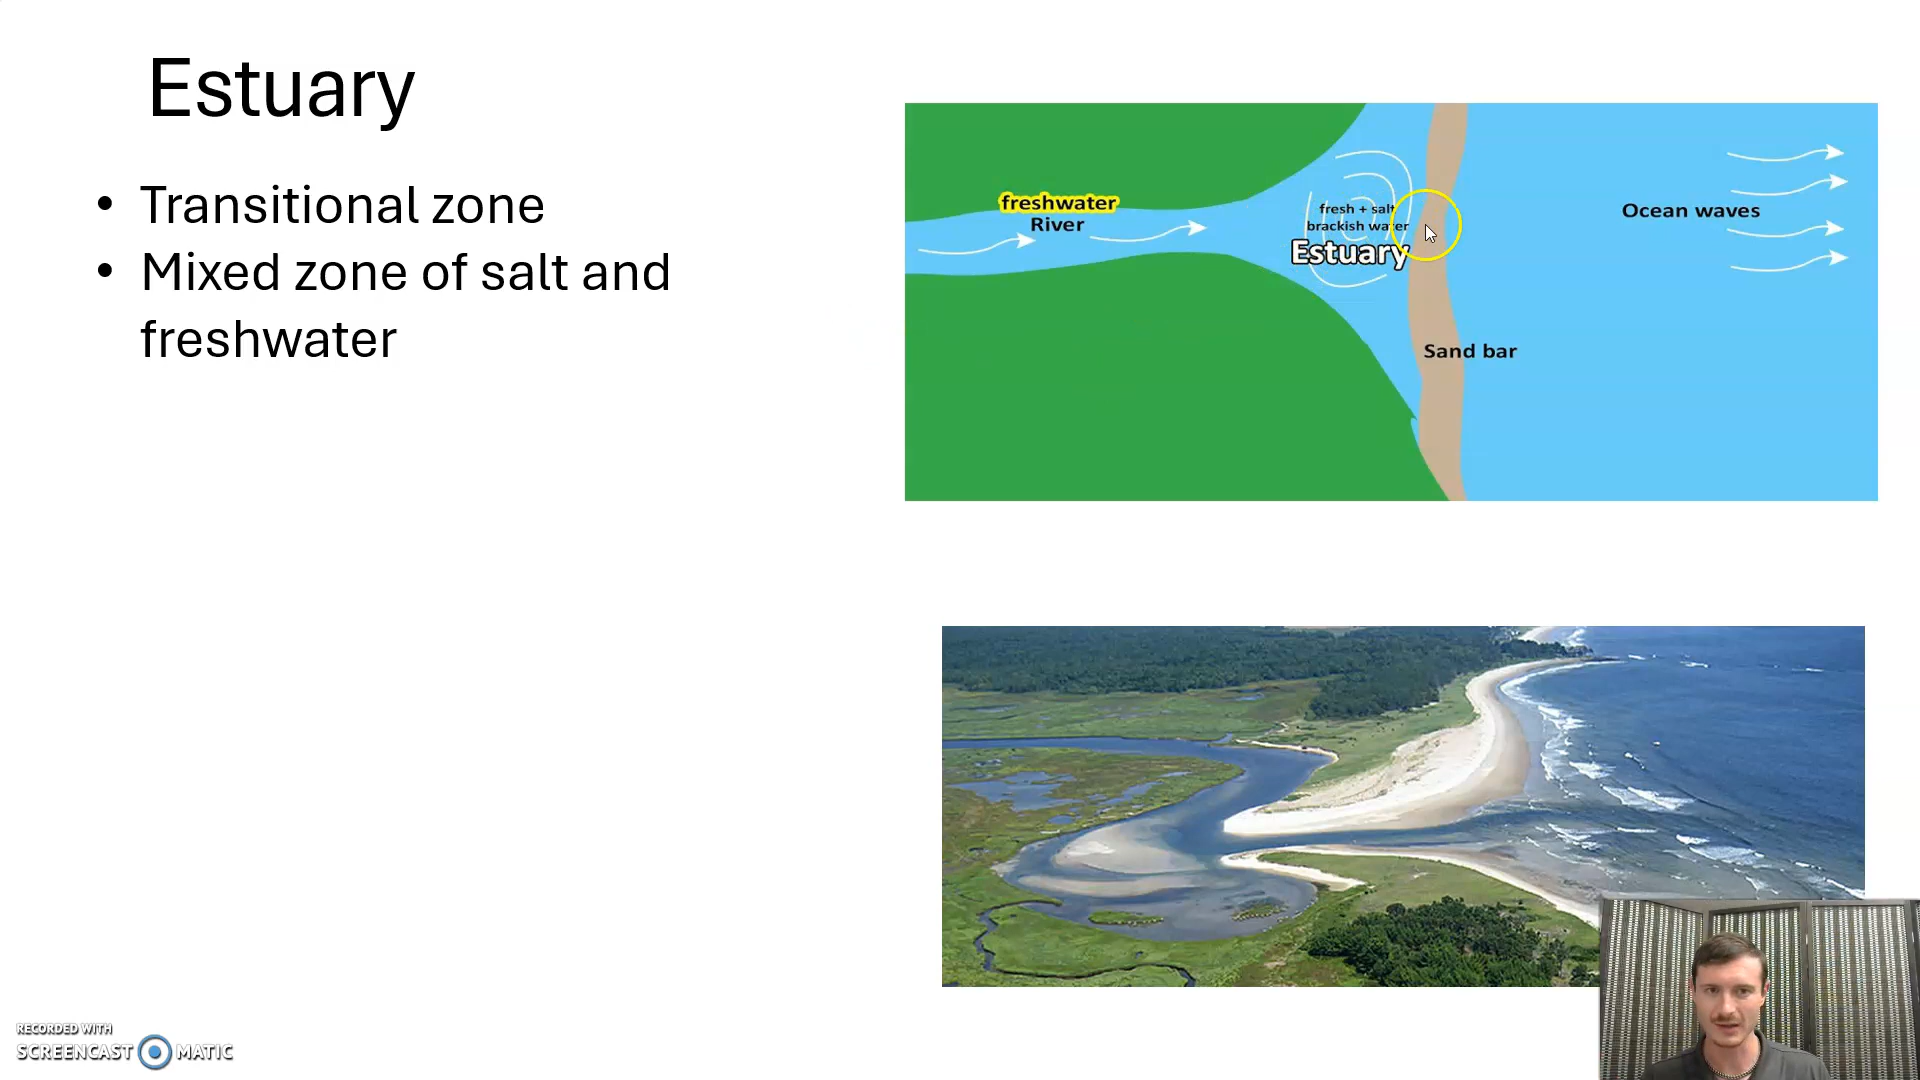 Estuary
• Transitional zone
• Mixed zone of salt and
freshwater
freshwater
River
fresh + salt
brackish water
Estuary
Ocean waves
Sand bar
RECORDED WITH
SCREENCAST MATIC